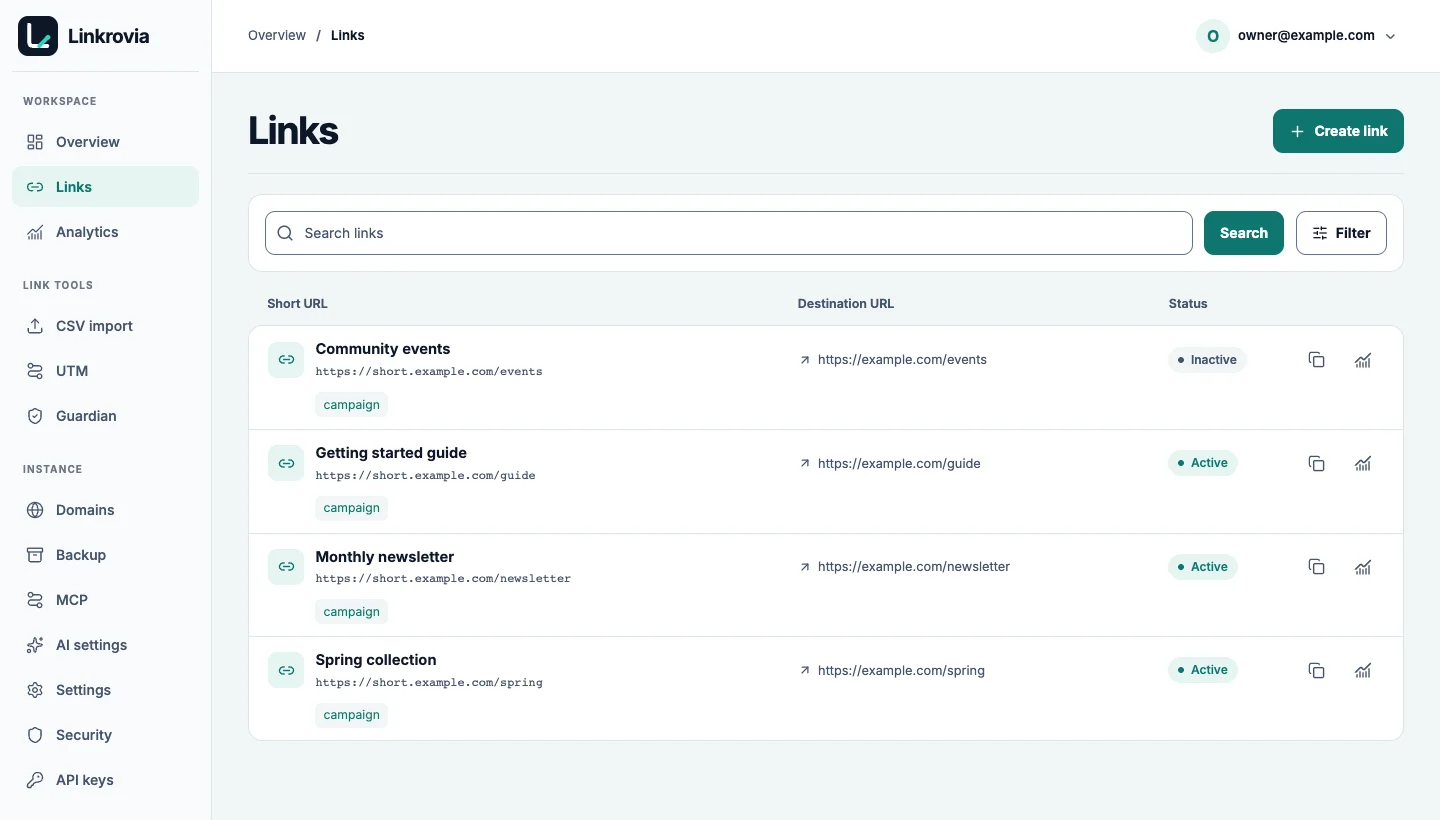 Linkrovia
WORKSPACE
Overview
Links
Analytics
LINK TOOLS
CSV import
UTM
Guardian
INSTANCE
Domains
Backup
MCP
AI settings
Settings
Security
API keys
Overview / Links
O owner@example.com
Links
Create link
Search links
Search
Filter
Short URL Destination URL Status
Community events
https://short.example.com/events
campaign
https://example.com/events
Inactive
Getting started guide
https://short.example.com/guide
campaign
https://example.com/guide
Active
Monthly newsletter
https://short.example.com/newsletter
campaign
https://example.com/newsletter
Active
Spring collection
https://short.example.com/spring
campaign
https://example.com/spring
Active